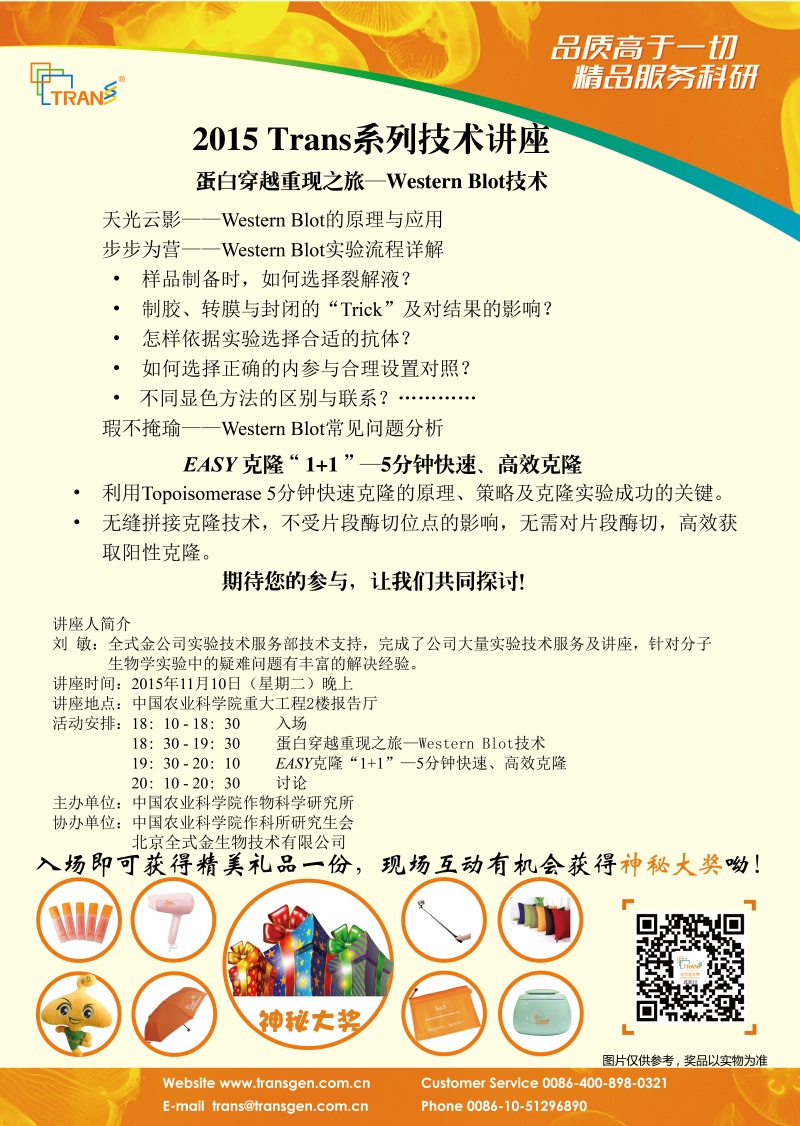 品质高于一切
精品服务科研
TRANS®
2015 Trans系列技术讲座
蛋白穿越重现之旅—Western Blot技术
天光云影——Western Blot的原理与应用
步步为营——Western Blot实验流程详解
• 样品制备时，如何选择裂解液？
• 制胶、转膜与封闭的“Trick”及对结果的影响？
• 怎样依据实验选择合适的抗体？
• 如何选择正确的内参与合理设置对照？
• 不同显色方法的区别与联系？…………
瑕不掩瑜——Western Blot常见问题分析
EASY 克隆“ 1+1 ”—5分钟快速、高效克隆
• 利用Topoisomerase 5分钟快速克隆的原理、策略及克隆实验成功的关键。
• 无缝拼接克隆技术，不受片段酶切位点的影响，无需对片段酶切，高效获
取阳性克隆。
期待您的参与，让我们共同探讨！
讲座人简介
刘 敏：全式金公司实验技术服务部技术支持，完成了公司大量实验技术服务及讲座，针对分子
生物学实验中的疑难问题有丰富的解决经验。
讲座时间：2015年11月10日（星期二）晚上
讲座地点：中国农业科学院重大工程2楼报告厅
活动安排：18：10 - 18：30 入场
18：30 - 19：30 蛋白穿越重现之旅—Western Blot技术
19：30 - 20：10 EASY克隆“1+1”—5分钟快速、高效克隆
20：10 - 20：30 讨论
主办单位：中国农业科学院作物科学研究所
协办单位：中国农业科学院作科所研究生会
北京全式金生物技术有限公司
入场即可获得精美礼品一份，现场互动有机会获得神秘大奖呦！
神秘大奖
TRANS
图片仅供参考，奖品以实物为准
Website www.transgen.com.cn
Customer Service 0086-400-898-0321
E-mail trans@transgen.com.cn
Phone 0086-10-51296890